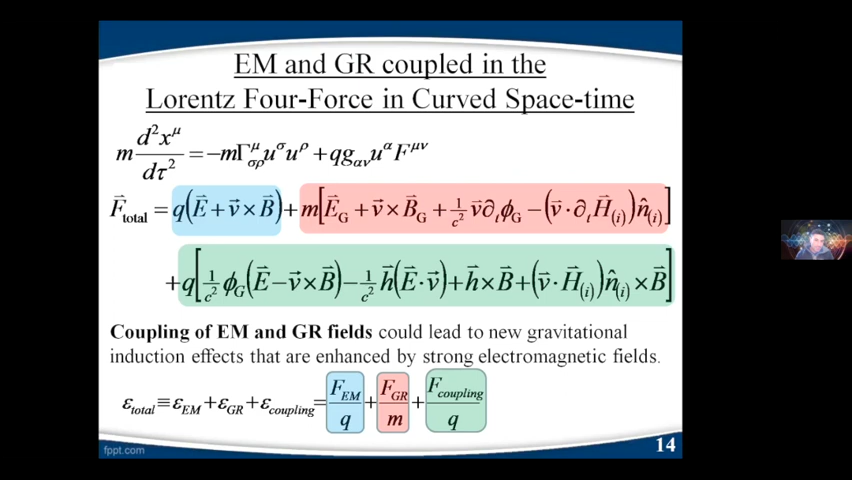 EM and GR coupled in the
Lorentz Four-Force in Curved Space-time
m d²x^μ/dτ² = −mΓ^μ_σρ u^σ u^ρ + q g_αν u^α F^μν
F⃗_total = q(E⃗ + v⃗ × B⃗) + m[E⃗_G + v⃗ × B⃗_G + 1/c² v⃗ ∂_t ϕ_G − (v⃗ · ∂_t H⃗_(i)) n̂_(i)]
+ q[1/c² ϕ_G (E⃗ − v⃗ × B⃗) − 1/c² h⃗(E⃗ · v⃗) + h⃗ × B⃗ + (v⃗ · H⃗_(i)) n̂_(i) × B⃗]
Coupling of EM and GR fields could lead to new gravitational
induction effects that are enhanced by strong electromagnetic fields.
ε_total ≡ ε_EM + ε_GR + ε_coupling = F_EM/q + F_GR/m + F_coupling/q
fppt.com
14